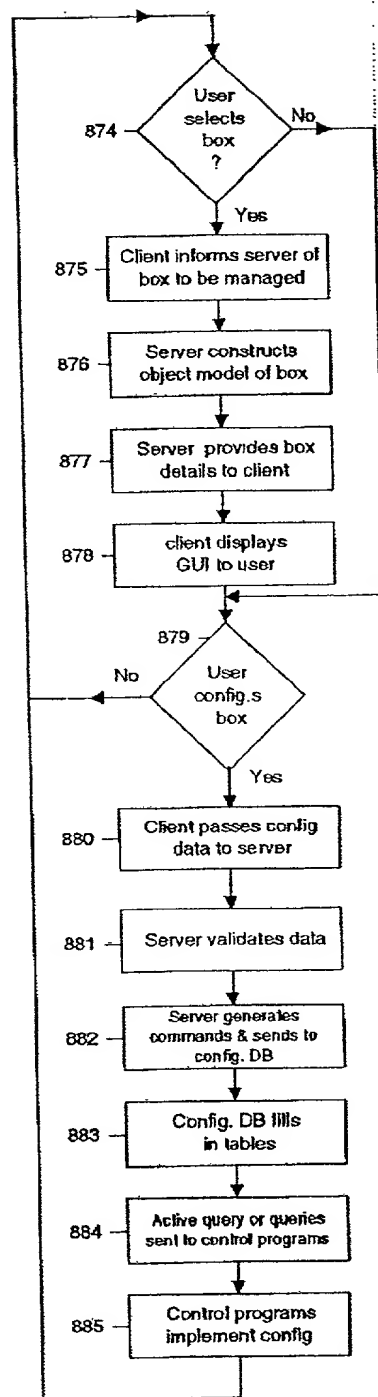 User
selects
box
?
874
No
Yes
Client informs server of
box to be managed
875
Server constructs
object model of box
876
Server provides box
details to client
877
client displays
GUI to user
878
879
User
config.s
box
No
Yes
Client passes config
data to server
880
Server validates data
881
Server generates
commands & sends to
config. DB
882
Config. DB fills
in tables
883
Active query or queries
sent to control programs
884
Control programs
implement config
885